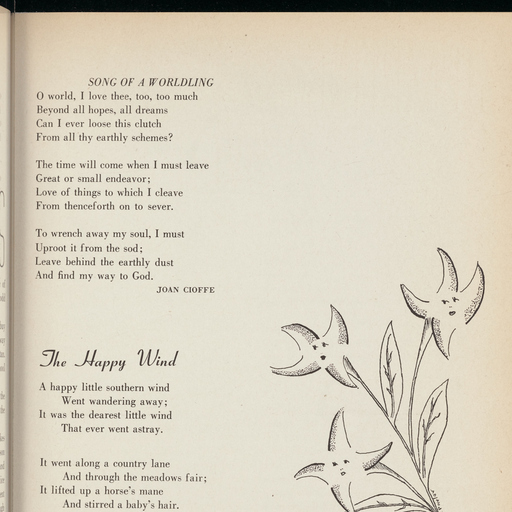 SONG OF A WORLDLING
O world, I love thee, too, too much
Beyond all hopes, all dreams
Can I ever loose this clutch
From all thy earthly schemes?
The time will come when I must leave
Great or small endeavor;
Love of things to which I cleave
From thenceforth on to sever.
To wrench away my soul, I must
Uproot it from the sod;
Leave behind the earthly dust
And find my way to God.
JOAN CIOFFE
The Happy Wind
A happy little southern wind
Went wandering away;
It was the dearest little wind
That ever went astray.
It went along a country lane
And through the meadows fair;
It lifted up a horse's mane
And stirred a baby's hair.